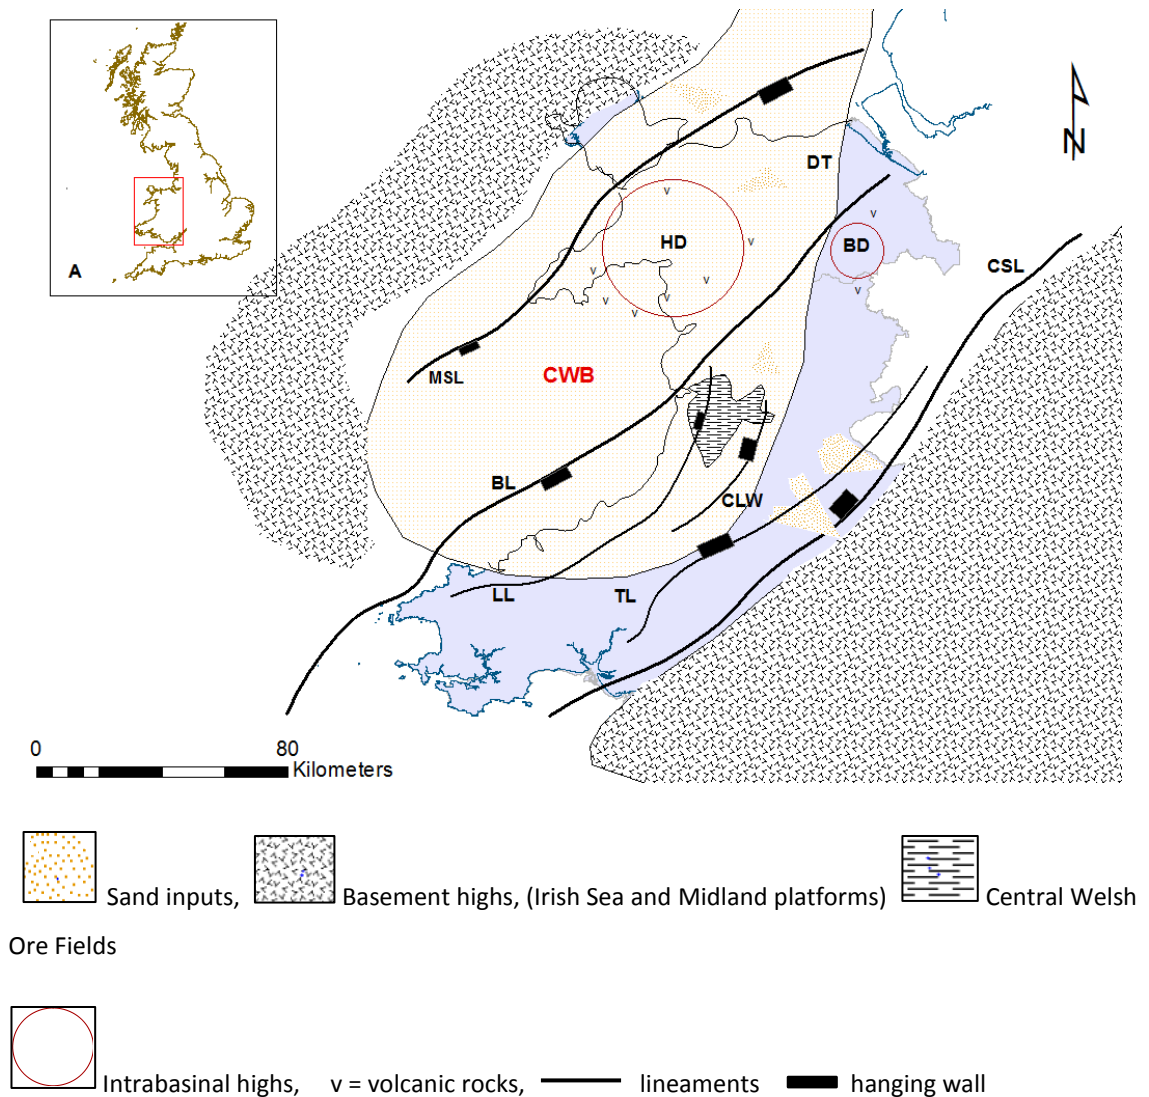 A
N
DT
HD
BD
CSL
MSL
CWB
BL
CLW
LL
TL
v v v v v v v v v
0 80
Kilometers
Sand inputs, Basement highs, (Irish Sea and Midland platforms) Central Welsh
Ore Fields
Intrabasinal highs, v = volcanic rocks, lineaments hanging wall